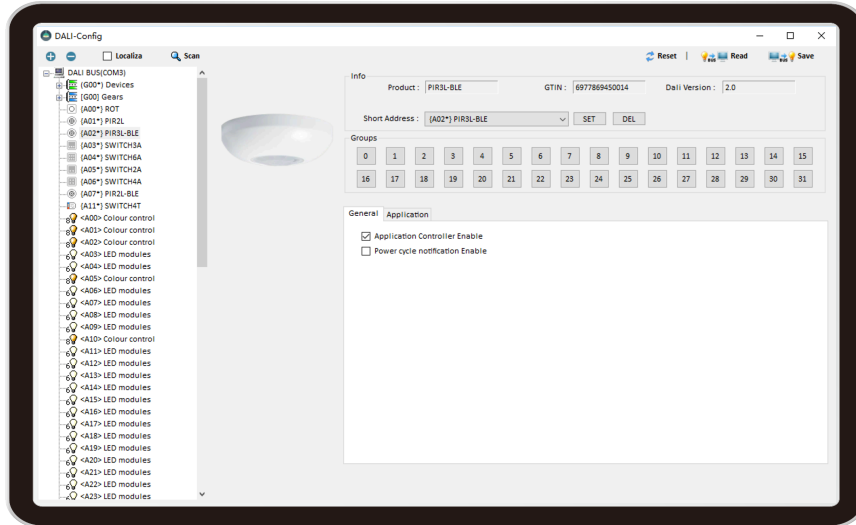 DALI-Config
Localiza Scan Reset | Read Save
DALI BUS(COM3)
{G00*} Devices
[G00] Gears
{A00*} ROT
{A01*} PIR2L
{A02*} PIR3L-BLE
{A03*} SWITCH3A
{A04*} SWITCH6A
{A05*} SWITCH2A
{A06*} SWITCH4A
{A07*} PIR2L-BLE
{A11*} SWITCH4T
<A00> Colour control
<A01> Colour control
<A02> Colour control
<A03> LED modules
<A04> LED modules
<A05> Colour control
<A06> LED modules
<A07> LED modules
<A08> LED modules
<A09> LED modules
<A10> Colour control
<A11> LED modules
<A12> LED modules
<A13> LED modules
<A14> LED modules
<A15> LED modules
<A16> LED modules
<A17> LED modules
<A18> LED modules
<A19> LED modules
<A20> LED modules
<A21> LED modules
<A22> LED modules
<A23> LED modules
Info
Product : PIR3L-BLE GTIN : 6977869450014 Dali Version : 2.0
Short Address : {A02*} PIR3L-BLE SET DEL
Groups
0 1 2 3 4 5 6 7 8 9 10 11 12 13 14 15
16 17 18 19 20 21 22 23 24 25 26 27 28 29 30 31
General Application
Application Controller Enable
Power cycle notification Enable